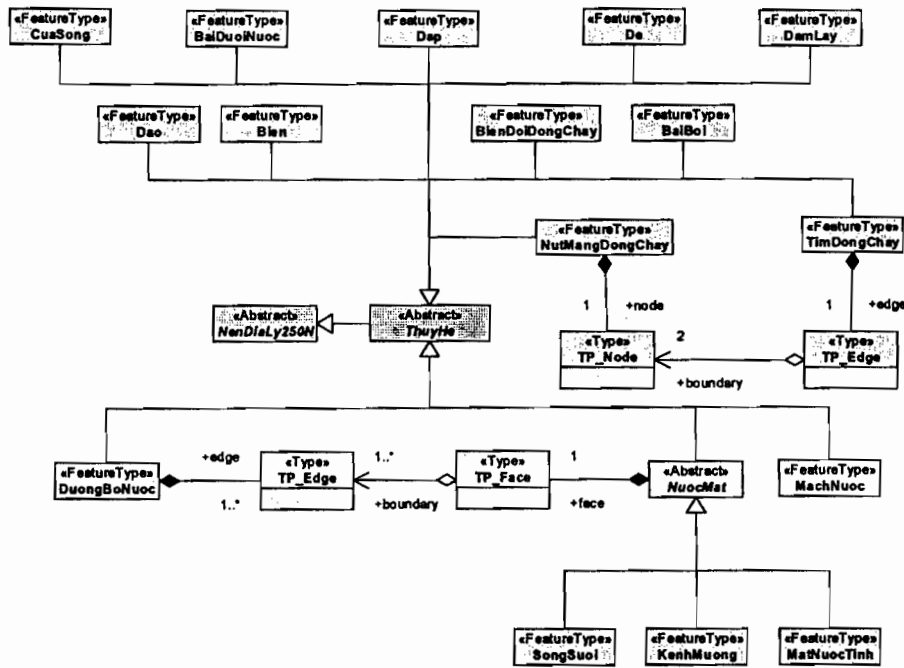 «FeatureType»
CuaSong
«FeatureType»
BaiDuoiNuoc
«FeatureType»
Dap
«FeatureType»
De
«FeatureType»
DamLay
«FeatureType»
Dao
«FeatureType»
Bien
«FeatureType»
BienDoiDongChay
«FeatureType»
BaiBoi
«FeatureType»
NutMangDongChay
«FeatureType»
TimDongChay
1
+node
1
+edge
«Abstract»
NenDiaLy250N
«Abstract»
ThuyHe
«Type»
TP_Node
2
+boundary
«Type»
TP_Edge
«FeatureType»
DuongBoNuoc
+edge
1..*
«Type»
TP_Edge
1..*
+boundary
«Type»
TP_Face
1
+face
«Abstract»
NuocMat
«FeatureType»
MachNuoc
«FeatureType»
SongSuoi
«FeatureType»
KenhMuong
«FeatureType»
MatNuocTinh